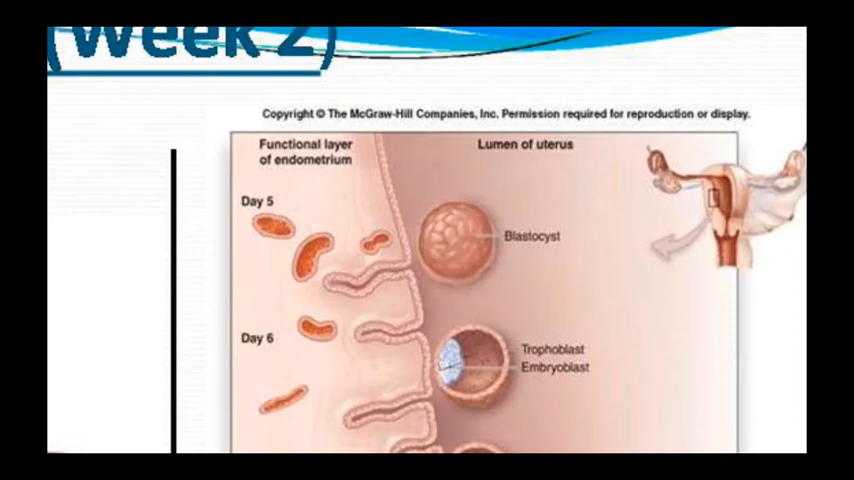 (Week 2)
Copyright © The McGraw-Hill Companies, Inc. Permission required for reproduction or display.
Functional layer
of endometrium
Lumen of uterus
Day 5
Blastocyst
Day 6
Trophoblast
Embryoblast